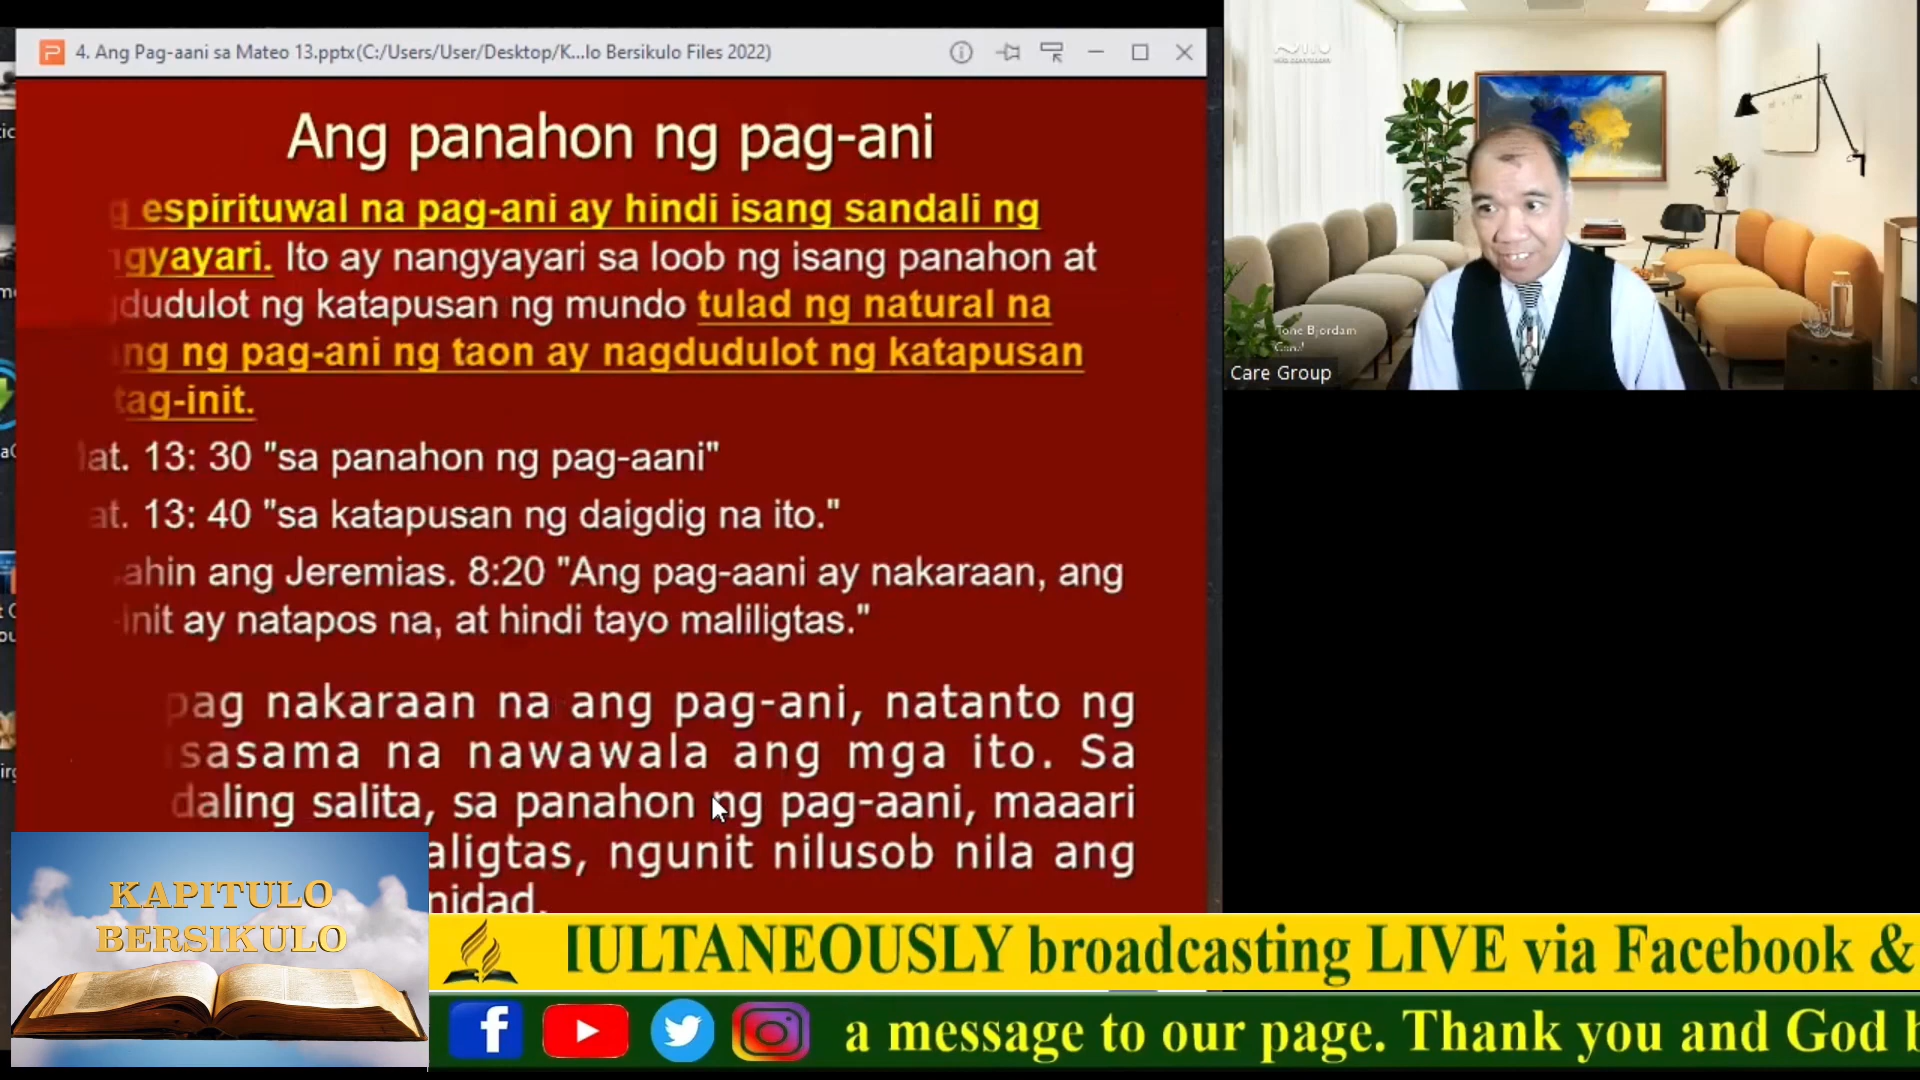 4. Ang Pag-aani sa Mateo 13.pptx(C:/Users/User/Desktop/K...lo Bersikulo Files 2022)
Ang panahon ng pag-ani
espirituwal na pag-ani ay hindi isang sandali ng
gyayari. Ito ay nangyayari sa loob ng isang panahon at
dudulot ng katapusan ng mundo tulad ng natural na
ng pag-ani ng taon ay nagdudulot ng katapusan
tag-init.
at. 13: 30 "sa panahon ng pag-aani"
at. 13: 40 "sa katapusan ng daigdig na ito."
ahin ang Jeremias. 8:20 "Ang pag-aani ay nakaraan, ang
-init ay natapos na, at hindi tayo maliligtas."
pag nakaraan na ang pag-ani, natanto ng
sasama na nawawala ang mga ito. Sa
daling salita, sa panahon ng pag-aani, maaari
aligtas, ngunit nilusob nila ang
nidad.
Tone Bjordam
Care Group
KAPITULO
BERSIKULO
IULTANEOUSLY broadcasting LIVE via Facebook &
a message to our page. Thank you and God b